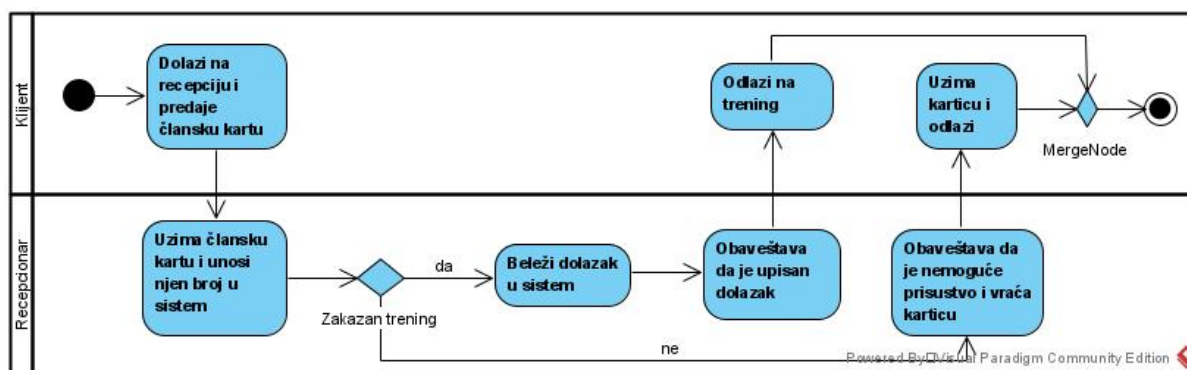 Klijent
Dolazi na
recepciju i
predaje
člansku kartu
Odlazi na
trening
Uzima
karticu i
odlazi
MergeNode
Recepcionar
Uzima člansku
kartu i unosi
njen broj u
sistem
Zakazan trening
da
Beleži dolazak
u sistem
Obaveštava
da je upisan
dolazak
Obaveštava da
je nemoguće
prisustvo i vraća
karticu
ne
Powered By Visual Paradigm Community Edition